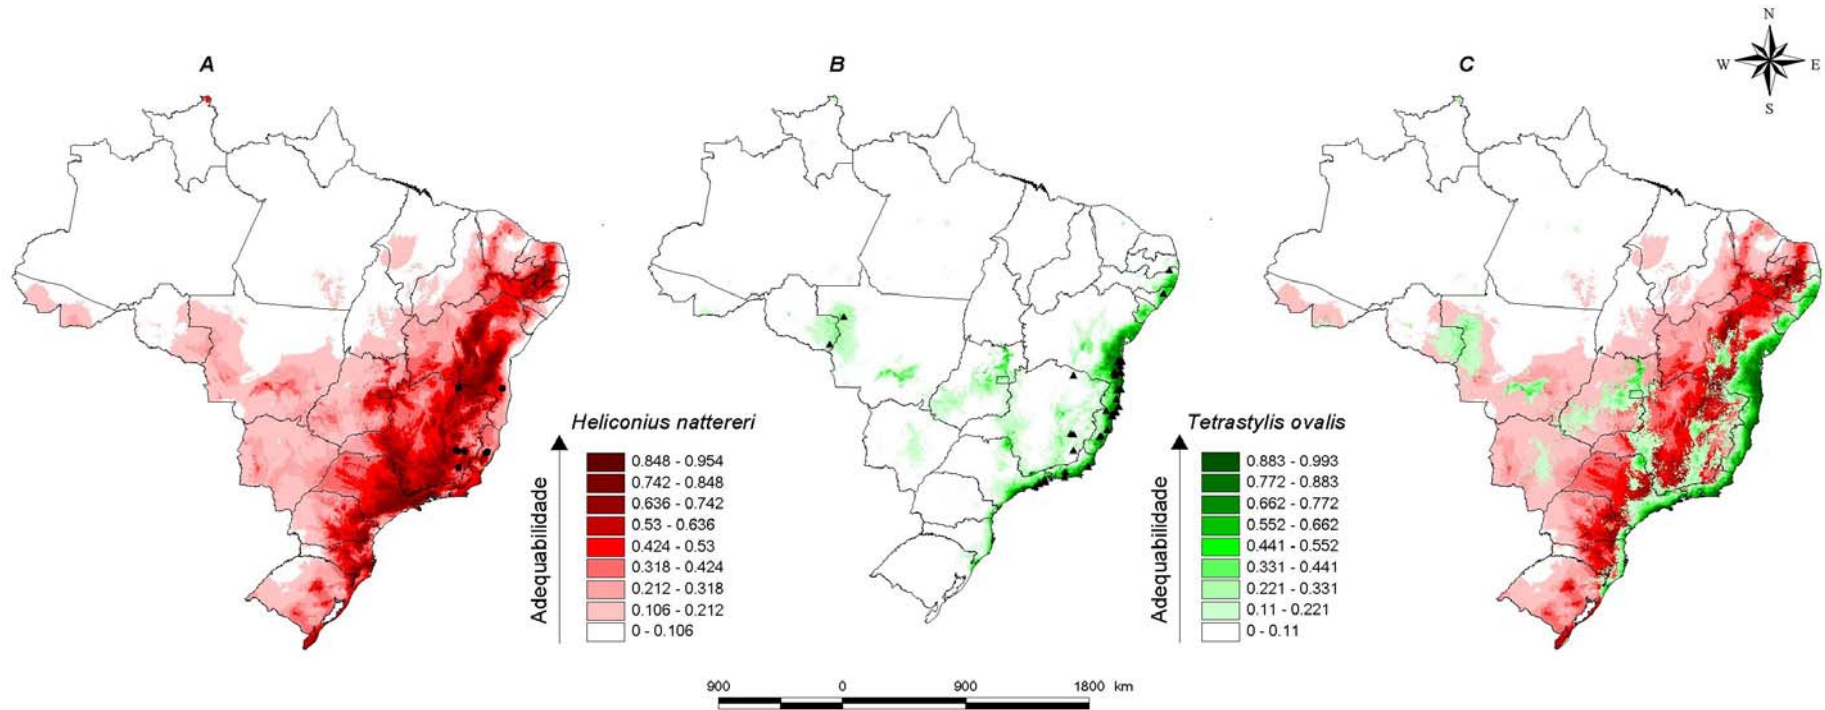 A
B
C
N
W
E
S
Heliconius nattereri
Adequabilidade
0.848 - 0.954
0.742 - 0.848
0.636 - 0.742
0.53 - 0.636
0.424 - 0.53
0.318 - 0.424
0.212 - 0.318
0.106 - 0.212
0 - 0.106
Tetrastylis ovalis
Adequabilidade
0.883 - 0.993
0.772 - 0.883
0.662 - 0.772
0.552 - 0.662
0.441 - 0.552
0.331 - 0.441
0.221 - 0.331
0.11 - 0.221
0 - 0.11
900 0 900 1800 km